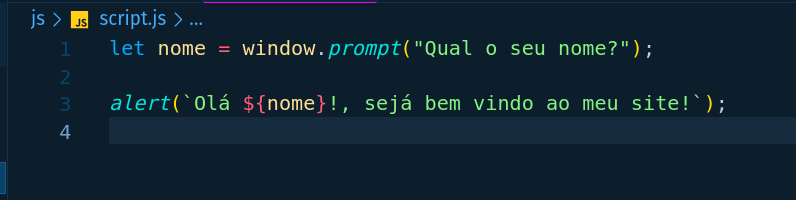 js > JS script.js > ...
1 let nome = window.prompt("Qual o seu nome?");
2
3 alert(`Olá ${nome}!, sejá bem vindo ao meu site!`);
4